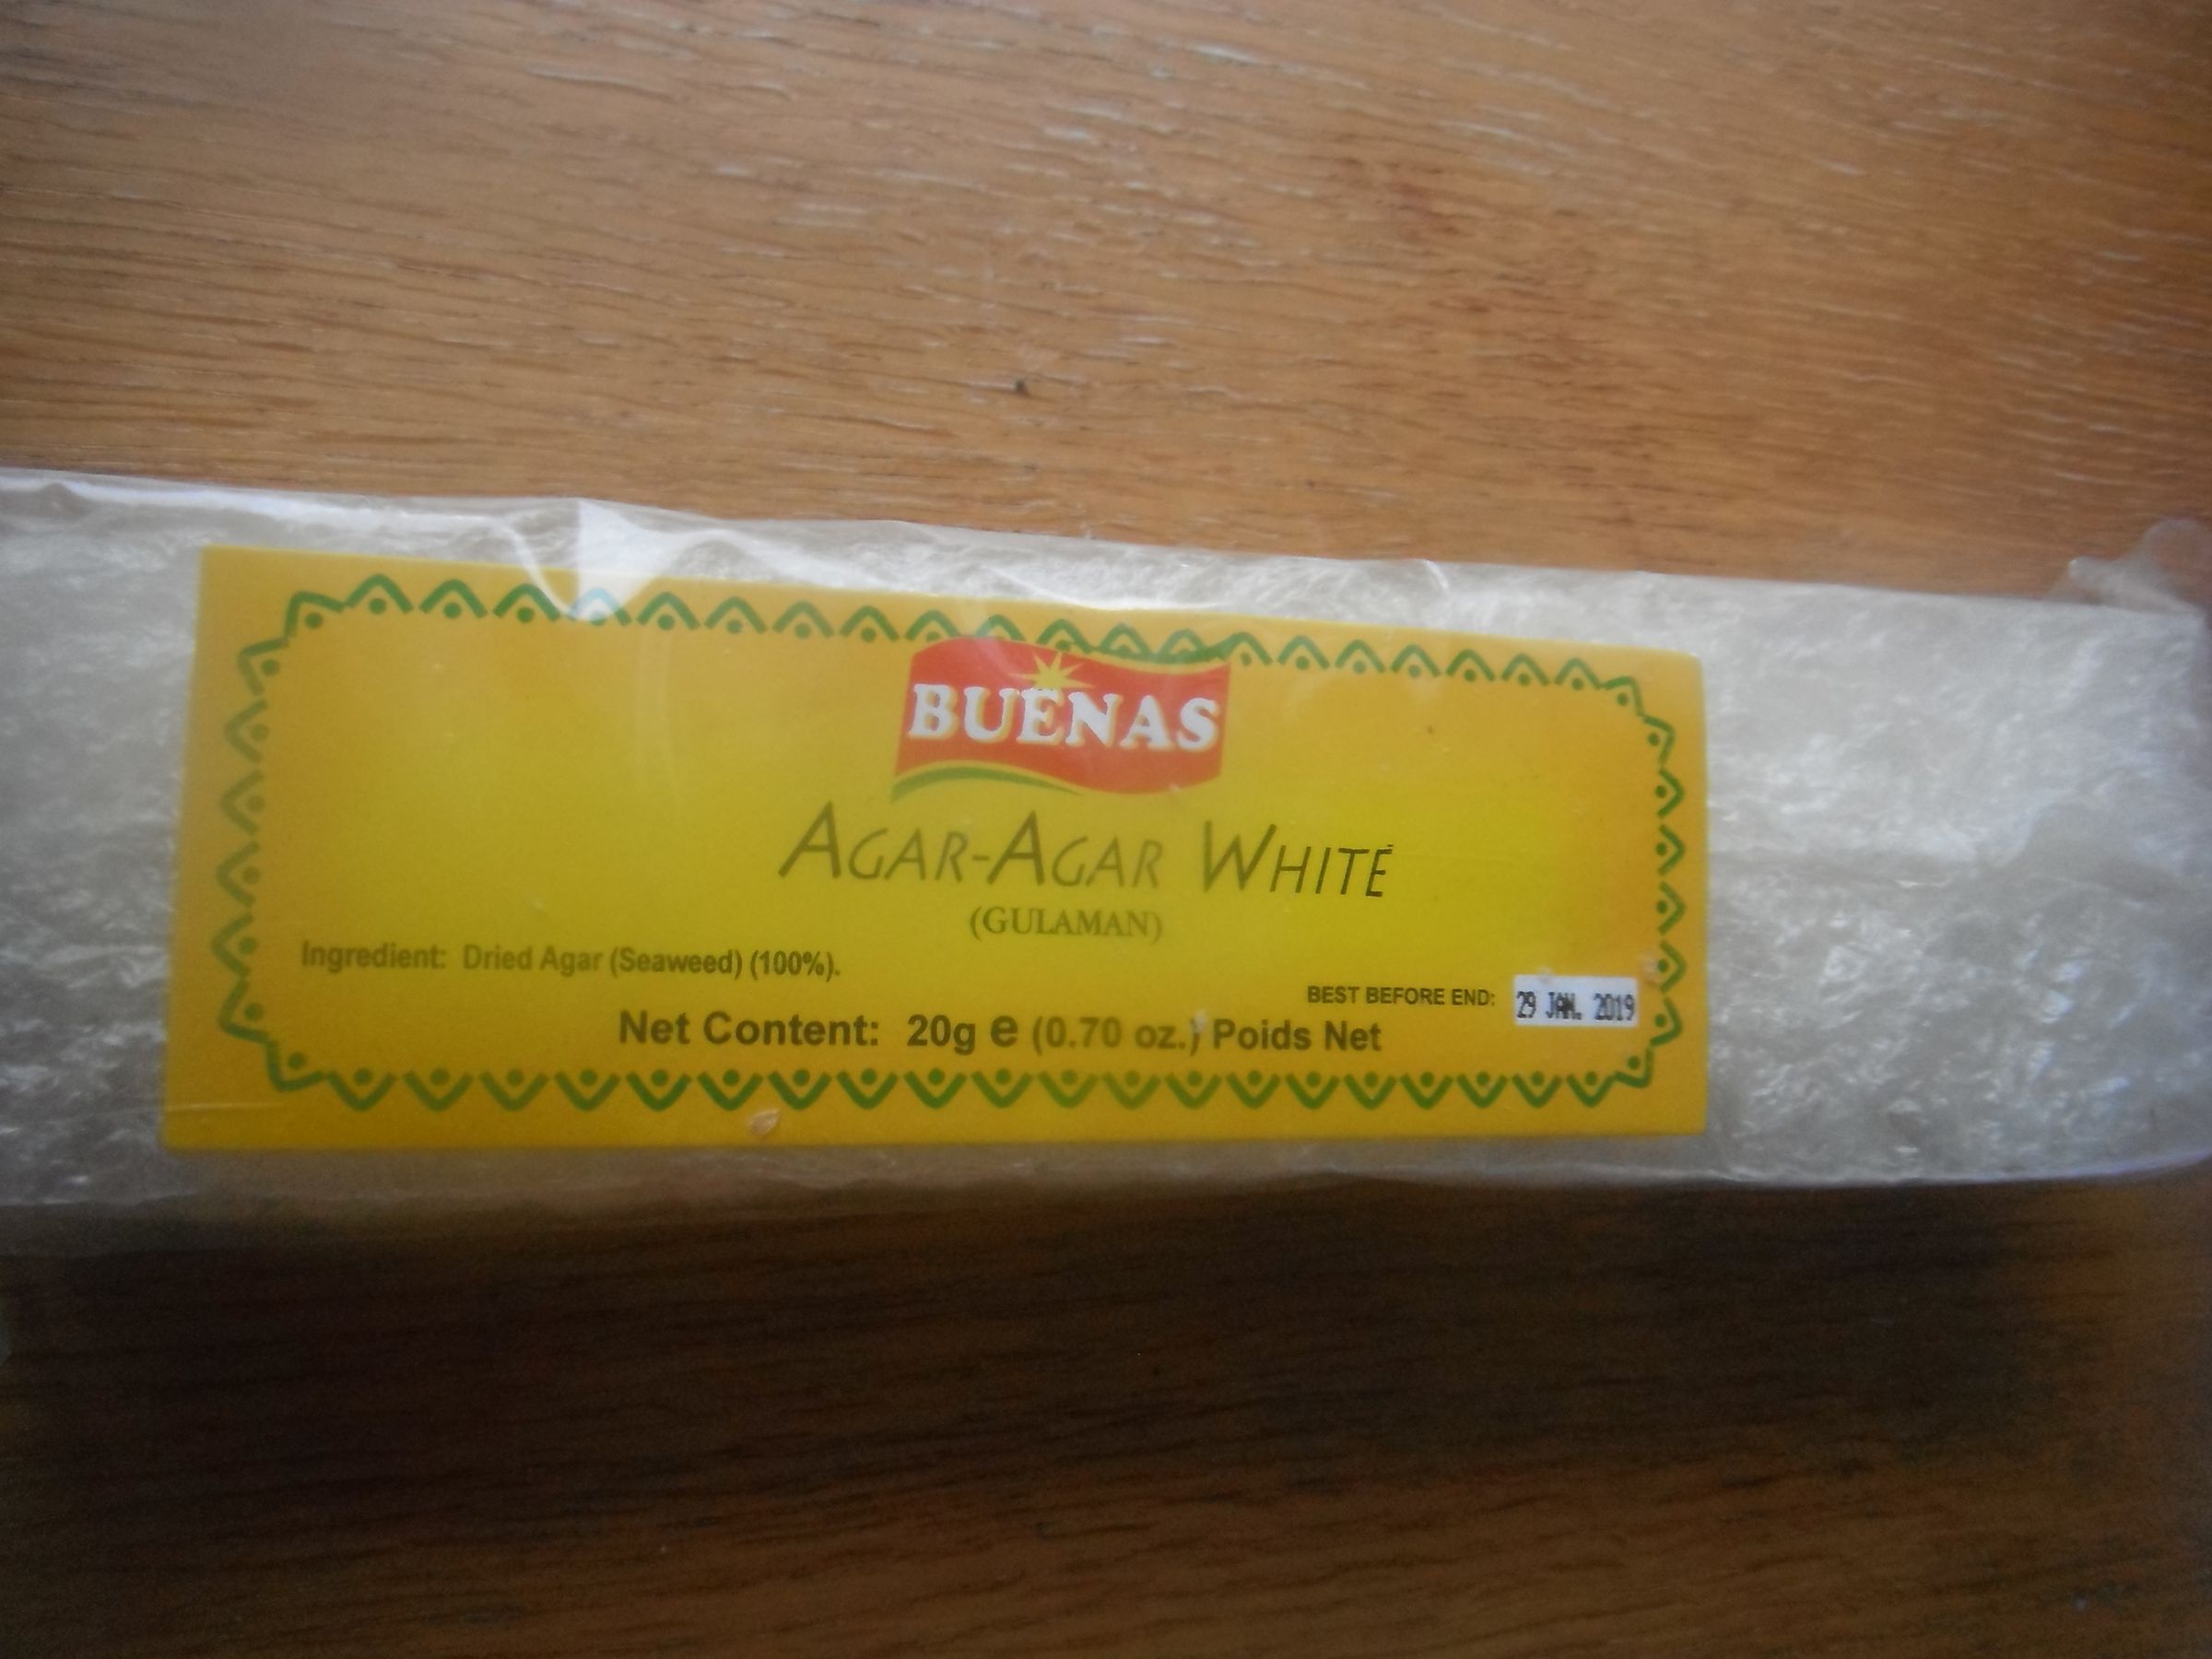 BUENAS
AGAR-AGAR WHITE
(GULAMAN)
Ingredient: Dried Agar (Seaweed) (100%).
BEST BEFORE END: 29 JAN. 2019
Net Content: 20g e (0.70 oz.) Poids Net